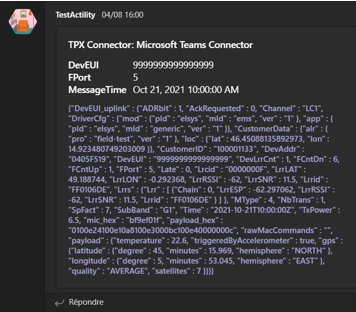 TestActility 04/08 16:00
TPX Connector: Microsoft Teams Connector
DevEUI 9999999999999999
FPort 5
MessageTime Oct 21, 2021 10:00:00 AM
{"DevEUI_uplink" : {"ADRbit" : 1, "AckRequested" : 0, "Channel" : "LC1",
"DriverCfg" : {"mod" : {"pId" : "elsys", "mId" : "ems", "ver" : "1" }, "app" : {
"pId" : "elsys", "mId" : "generic", "ver" : "1" }}, "CustomerData" : {"alr" : {
"pro" : "field-test", "ver" : "1" }, "loc" : {"lat" : 46.45088135892973, "lon" :
14.923480749203009 }}, "CustomerID" : "100001133", "DevAddr" :
"0405F519", "DevEUI" : "9999999999999999", "DevLrrCnt" : 1, "FCntDn" : 6,
"FCntUp" : 1, "FPort" : 5, "Late" : 0, "Lrcid" : "0000000F", "LrrLAT" :
49.188744, "LrrLON" : -0.292368, "LrrRSSI" : -62, "LrrSNR" : 11.5, "Lrrid" :
"FF0106DE", "Lrrs" : {"Lrr" : [ {"Chain" : 0, "LrrESP" : -62.297062, "LrrRSSI" :
-62, "LrrSNR" : 11.5, "Lrrid" : "FF0106DE" } ] }, "MType" : 4, "NbTrans" : 1,
"SpFact" : 7, "SubBand" : "G1", "Time" : "2021-10-21T10:00:00Z", "TxPower" :
6.5, "mic_hex" : "bf9ef01f", "payload_hex" :
"0100e24100e10a8100e3000bc100e40000000c", "rawMacCommands" : "",
"payload" : {"temperature" : 22.6, "triggeredByAccelerometer" : true, "gps" :
{"latitude" : {"degree" : 45, "minutes" : 15.969, "hemisphere" : "NORTH" },
"longitude" : {"degree" : 5, "minutes" : 53.045, "hemisphere" : "EAST" },
"quality" : "AVERAGE", "satellites" : 7 }}}}
Répondre